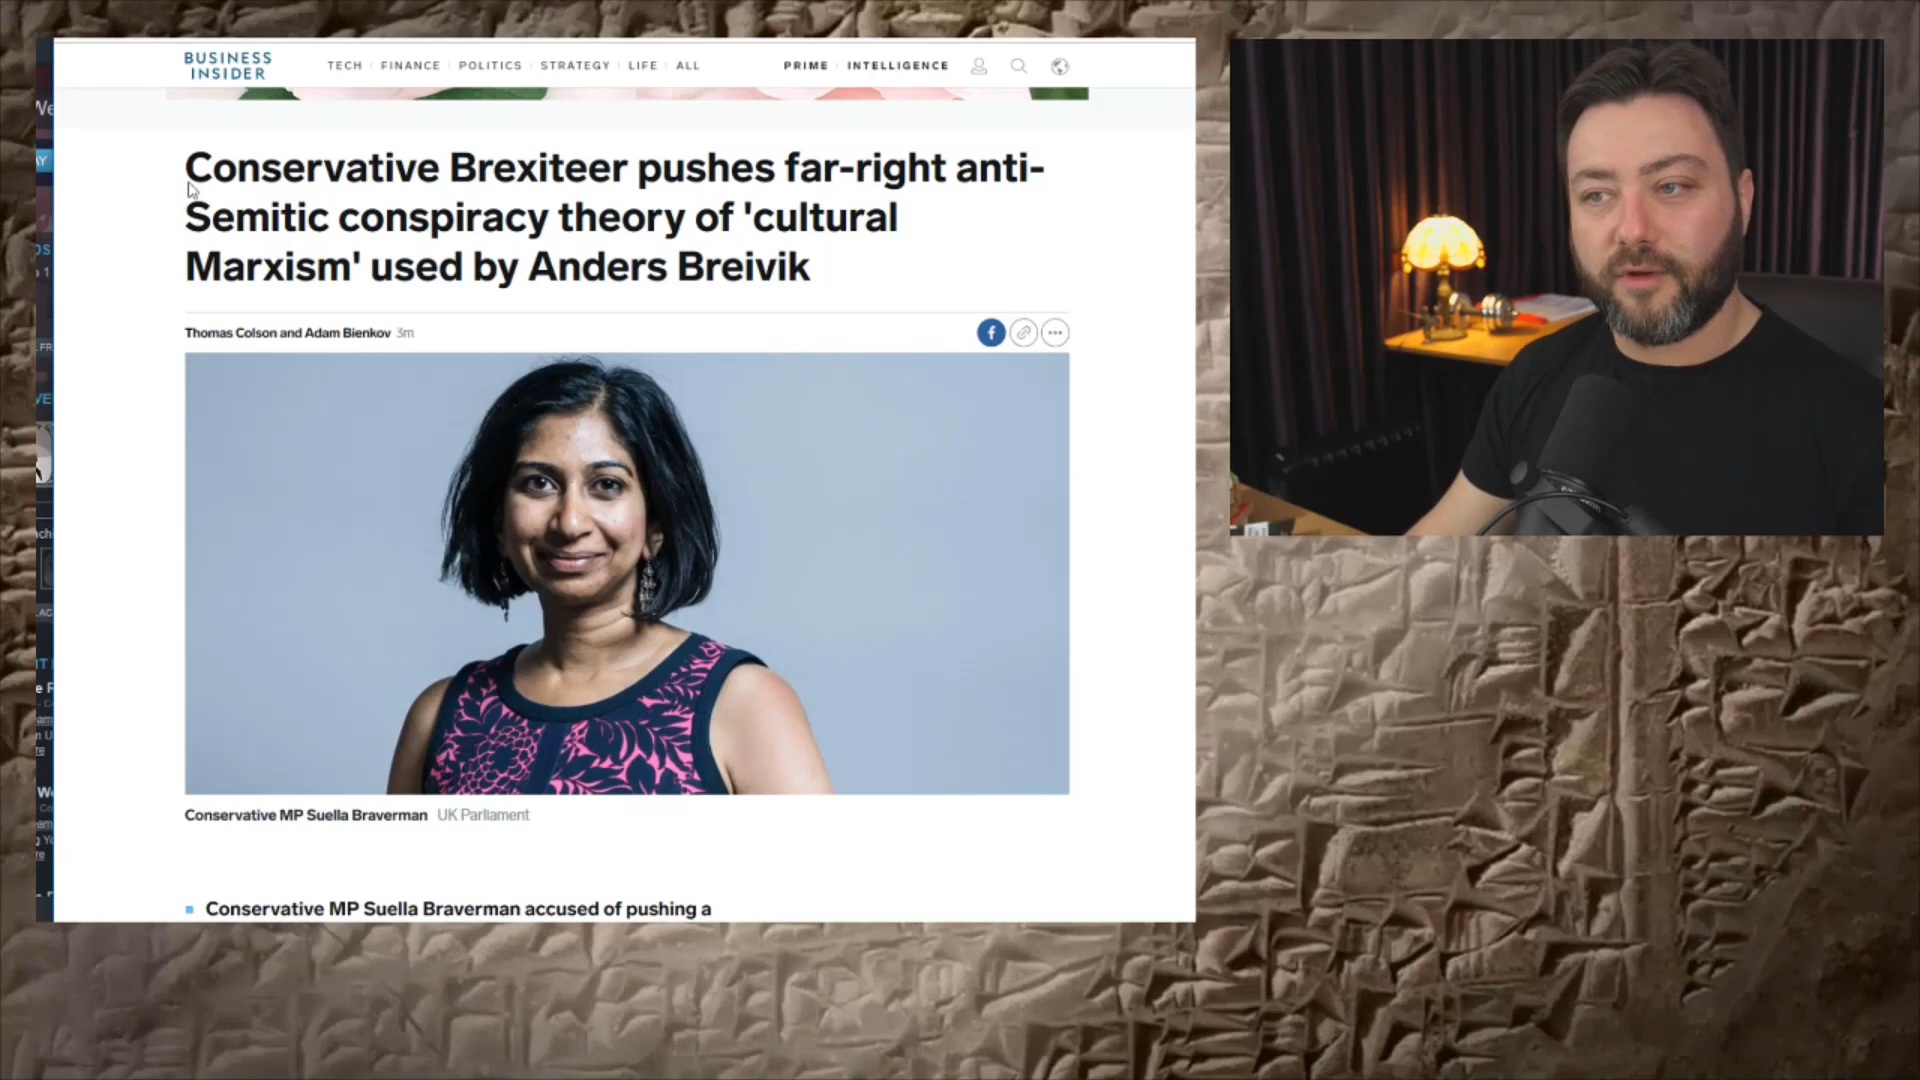 BUSINESS
INSIDER
TECH FINANCE POLITICS STRATEGY LIFE ALL PRIME INTELLIGENCE
Conservative Brexiteer pushes far-right anti-
Semitic conspiracy theory of 'cultural
Marxism' used by Anders Breivik
Thomas Colson and Adam Bienkov 3m
f
Conservative MP Suella Braverman UK Parliament
Conservative MP Suella Braverman accused of pushing a